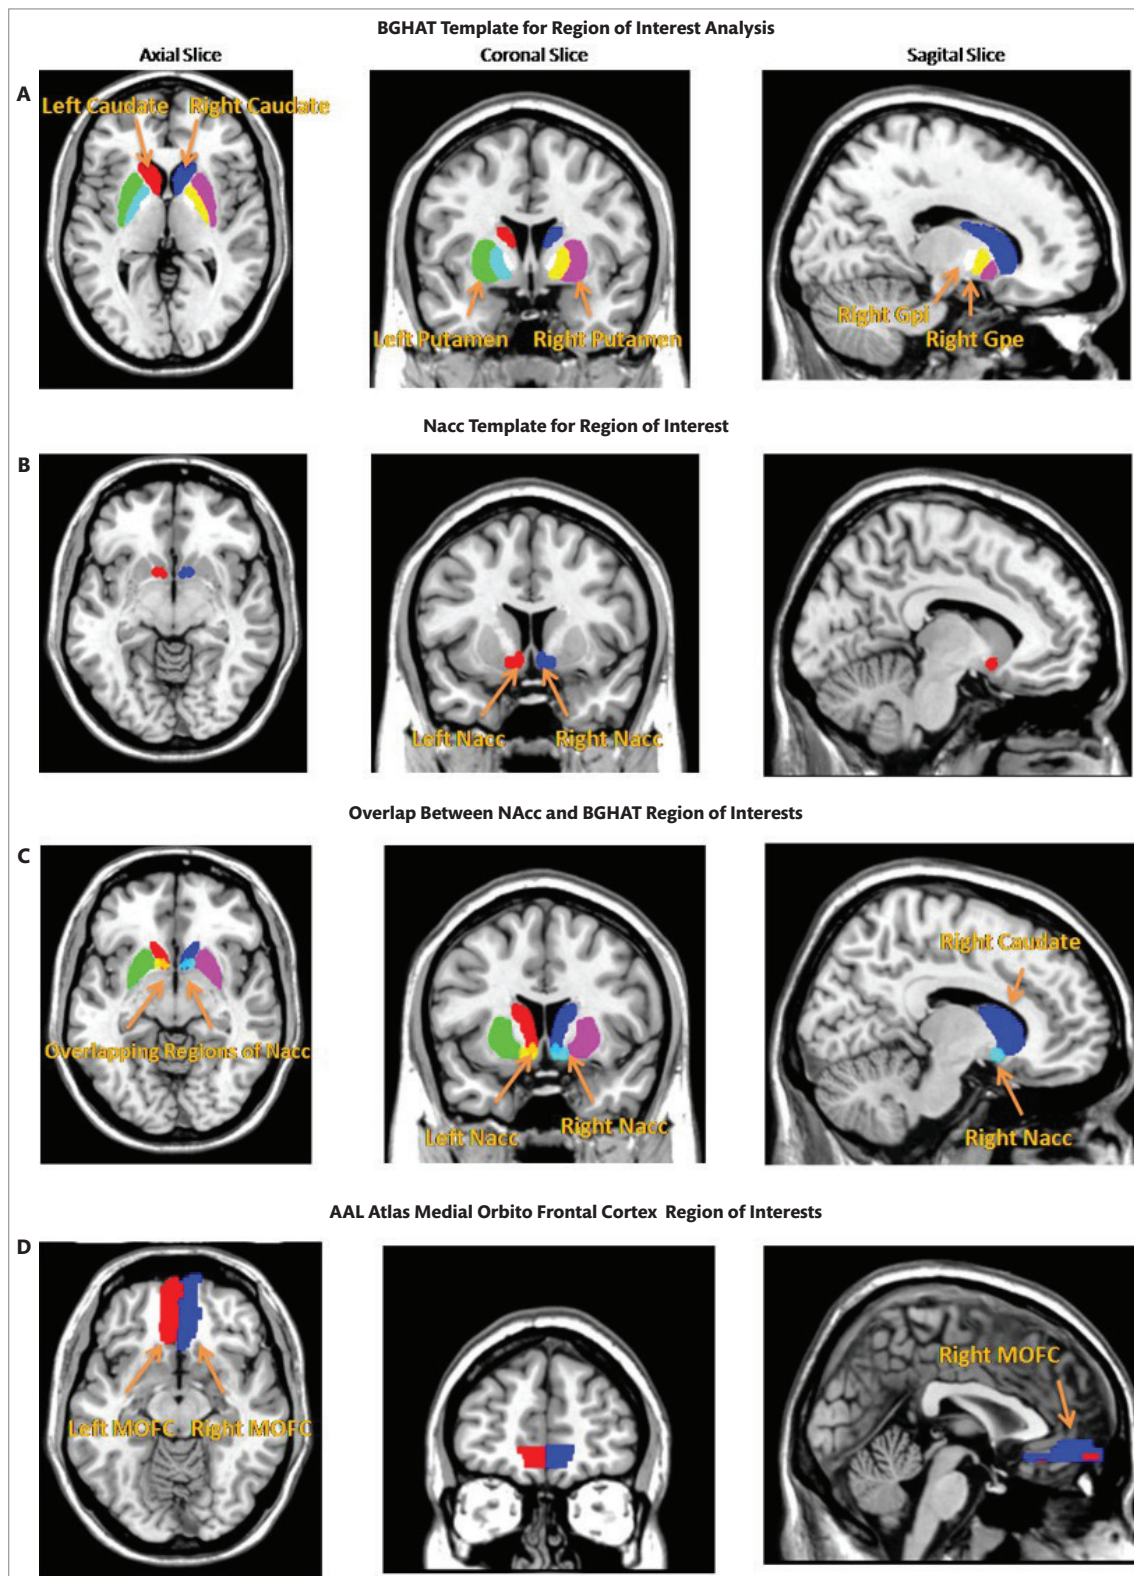 BGHAT Template for Region of Interest Analysis
Axial Slice
Coronal Slice
Sagital Slice
A
Left Caudate
Right Caudate
Left Putamen
Right Putamen
Right Gpi
Right Gpe
Nacc Template for Region of Interest
B
Left Nacc
Right Nacc
Overlap Between NAcc and BGHAT Region of Interests
C
Overlapping Regions of Nacc
Left Nacc
Right Nacc
Right Caudate
Right Nacc
AAL Atlas Medial Orbito Frontal Cortex Region of Interests
D
Left MOFC
Right MOFC
Right MOFC